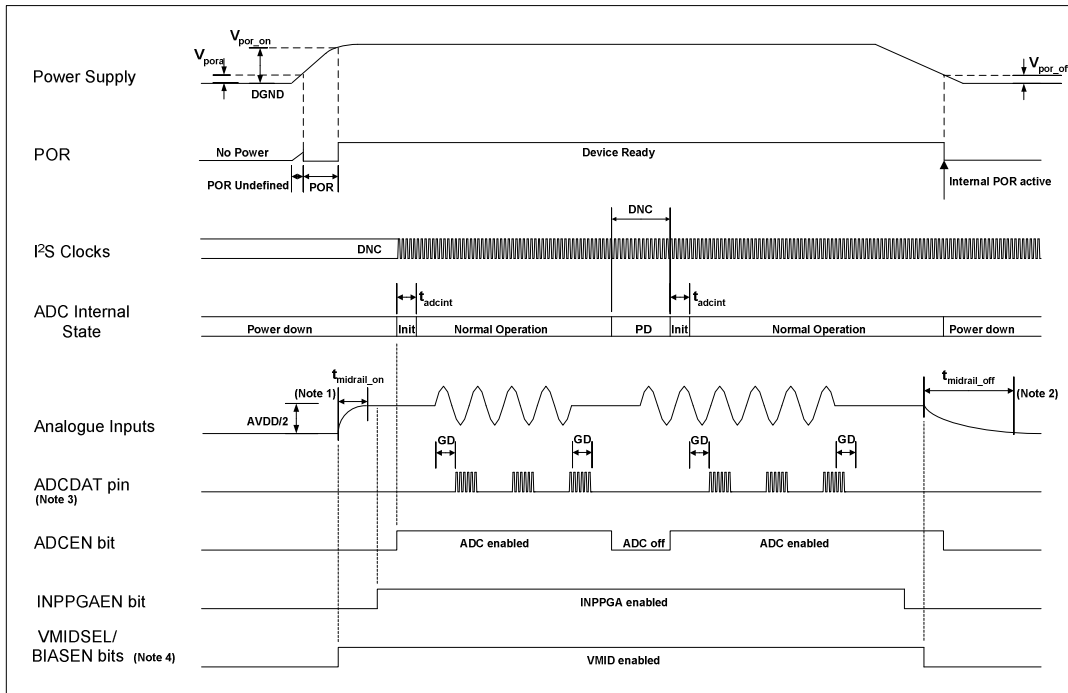 V por_on
V pora
V por_off
Power Supply
DGND
POR
No Power
Device Ready
POR Undefined
POR
Internal POR active
DNC
I²S Clocks
DNC
t adcint
t adcint
ADC Internal
State
Power down
Init
Normal Operation
PD
Init
Normal Operation
Power down
t midrail_on
(Note 1)
t midrail_off
(Note 2)
AVDD/2
Analogue Inputs
GD
GD
GD
GD
ADCDAT pin
(Note 3)
ADCEN bit
ADC enabled
ADC off
ADC enabled
INPPGAEN bit
INPPGA enabled
VMIDSEL/
BIASEN bits (Note 4)
VMID enabled